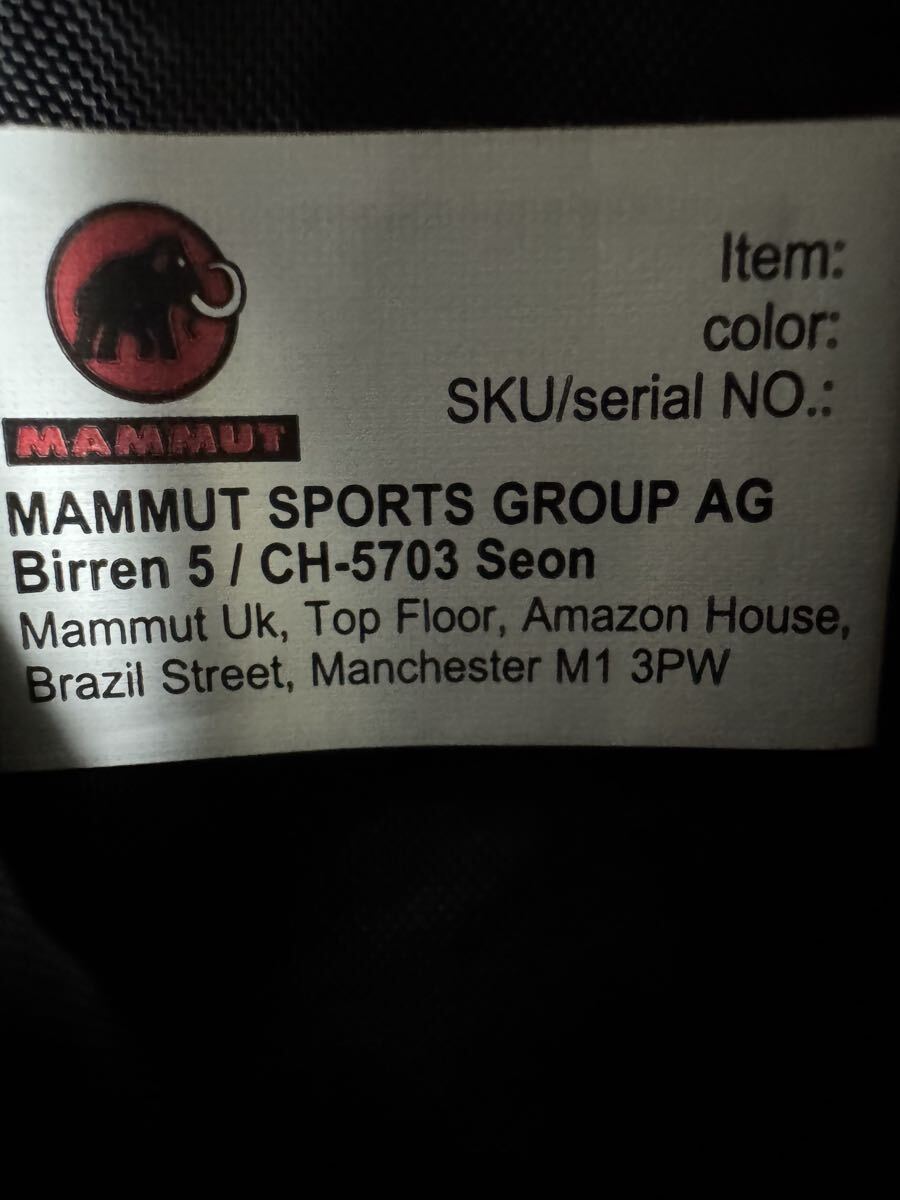 Item:
color:
SKU/serial NO.:
MAMMUT
MAMMUT SPORTS GROUP AG
Birren 5 / CH-5703 Seon
Mammut Uk, Top Floor, Amazon House,
Brazil Street, Manchester M1 3PW